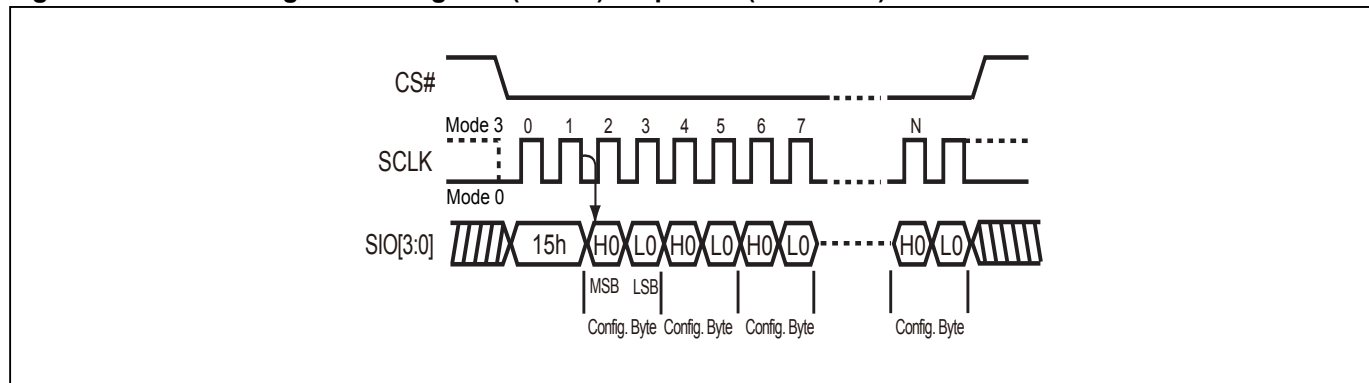 CS#
Mode 3 0 1 2 3 4 5 6 7 N
SCLK
Mode 0
SIO[3:0] 15h H0 L0 H0 L0 H0 L0 H0 L0
MSB LSB
Config. Byte Config. Byte Config. Byte Config. Byte